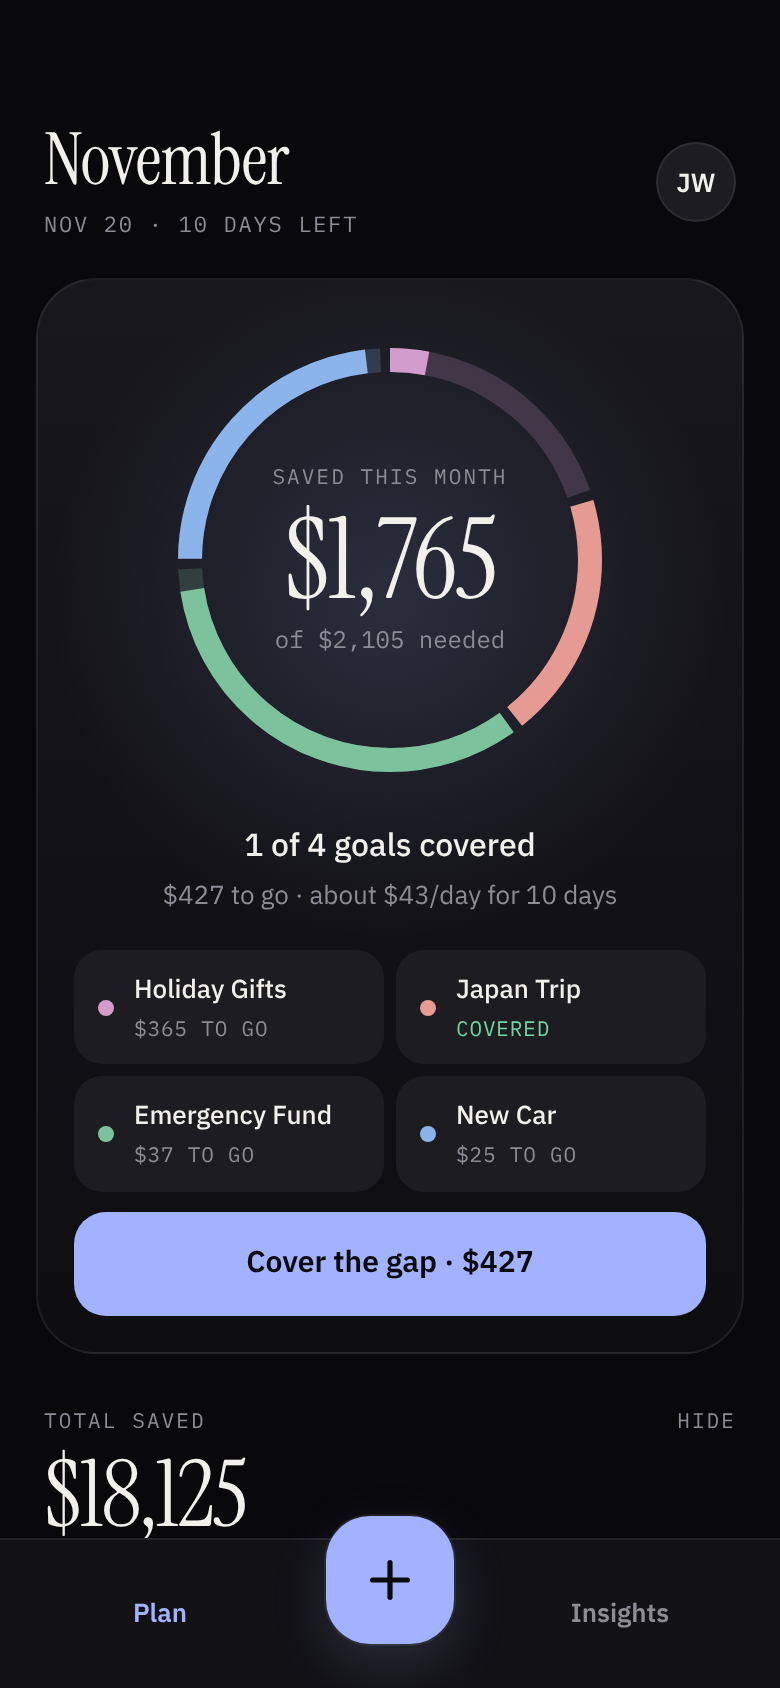 November
NOV 20 · 10 DAYS LEFT
JW
SAVED THIS MONTH
$1,765
of $2,105 needed
1 of 4 goals covered
$427 to go · about $43/day for 10 days
Holiday Gifts
$365 TO GO
Japan Trip
COVERED
Emergency Fund
$37 TO GO
New Car
$25 TO GO
Cover the gap · $427
TOTAL SAVED
HIDE
$18,125
Plan
+
Insights